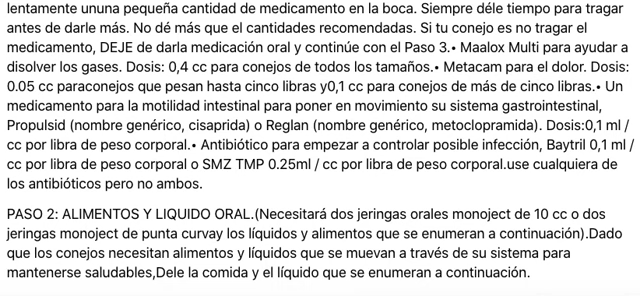 lentamente ununa pequeña cantidad de medicamento en la boca. Siempre déle tiempo para tragar
antes de darle más. No dé más que el cantidades recomendadas. Si tu conejo es no tragar el
medicamento, DEJE de darla medicación oral y continúe con el Paso 3.• Maalox Multi para ayudar a
disolver los gases. Dosis: 0,4 cc para conejos de todos los tamaños.• Metacam para el dolor. Dosis:
0.05 cc paraconejos que pesan hasta cinco libras y0,1 cc para conejos de más de cinco libras.• Un
medicamento para la motilidad intestinal para poner en movimiento su sistema gastrointestinal,
Propulsid (nombre genérico, cisaprida) o Reglan (nombre genérico, metoclopramida). Dosis:0,1 ml /
cc por libra de peso corporal.• Antibiótico para empezar a controlar posible infección, Baytril 0,1 ml /
cc por libra de peso corporal o SMZ TMP 0.25ml / cc por libra de peso corporal.use cualquiera de
los antibióticos pero no ambos.
PASO 2: ALIMENTOS Y LIQUIDO ORAL.(Necesitará dos jeringas orales monoject de 10 cc o dos
jeringas monoject de punta curvay los líquidos y alimentos que se enumeran a continuación).Dado
que los conejos necesitan alimentos y líquidos que se muevan a través de su sistema para
mantenerse saludables,Dele la comida y el líquido que se enumeran a continuación.